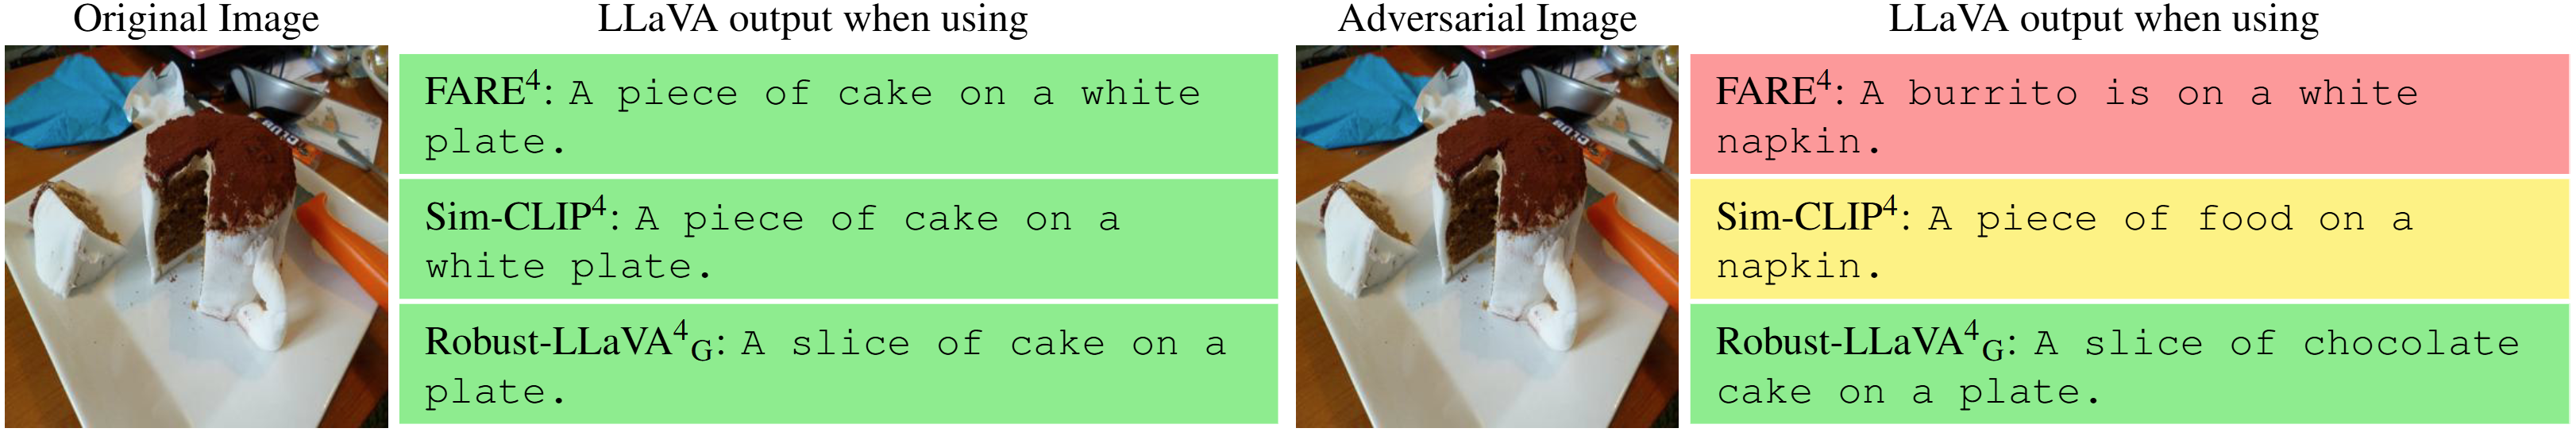 Original Image
LLaVA output when using
FARE⁴: A piece of cake on a white
plate.
Sim-CLIP⁴: A piece of cake on a
white plate.
Robust-LLaVA⁴G: A slice of cake on a
plate.
Adversarial Image
LLaVA output when using
FARE⁴: A burrito is on a white
napkin.
Sim-CLIP⁴: A piece of food on a
napkin.
Robust-LLaVA⁴G: A slice of chocolate
cake on a plate.